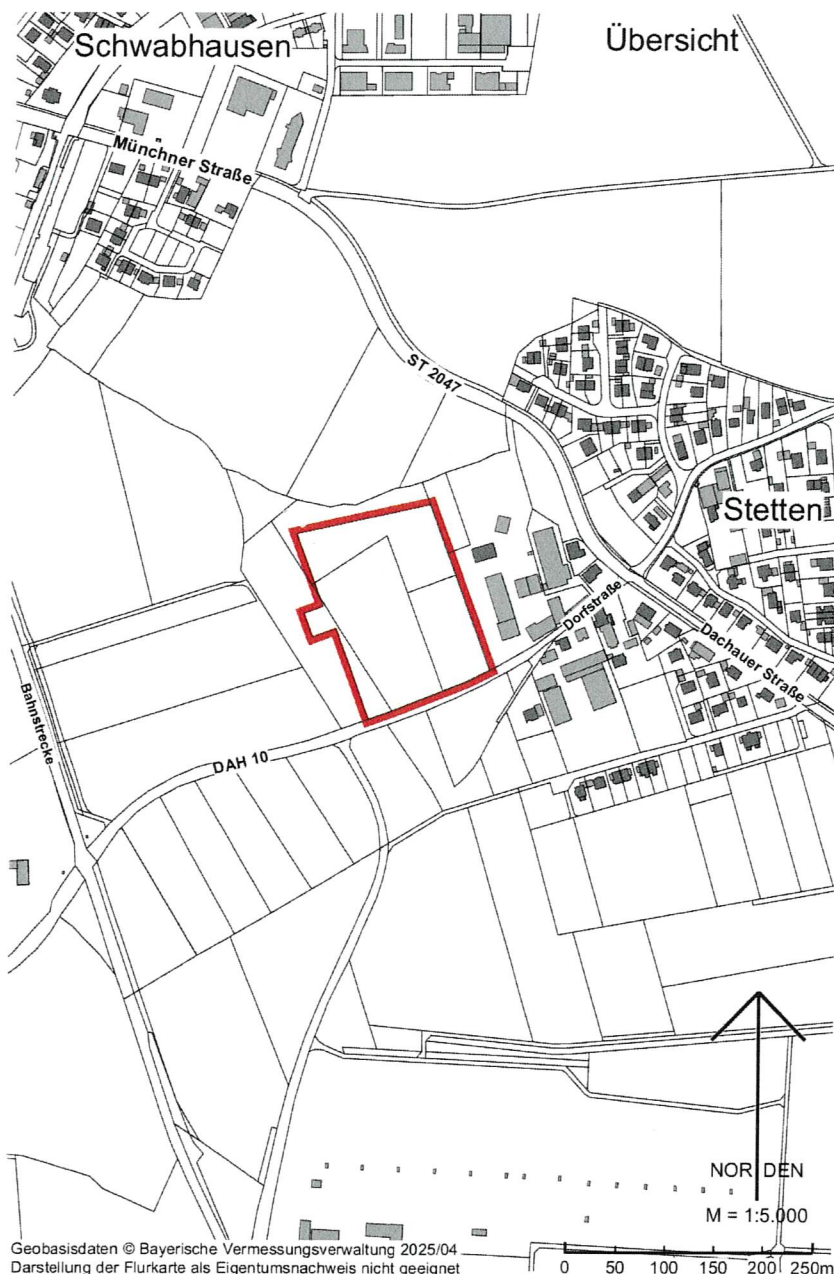 Schwabhausen
Übersicht
Münchner Straße
ST 2047
Stetten
Dorfstraße
Dachauer Straße
Bahnstrecke
DAH 10
NORDEN
M = 1:5.000
Geobasisdaten © Bayerische Vermessungsverwaltung 2025/04
Darstellung der Flurkarte als Eigentumsnachweis nicht geeignet
0 50 100 150 200 250m